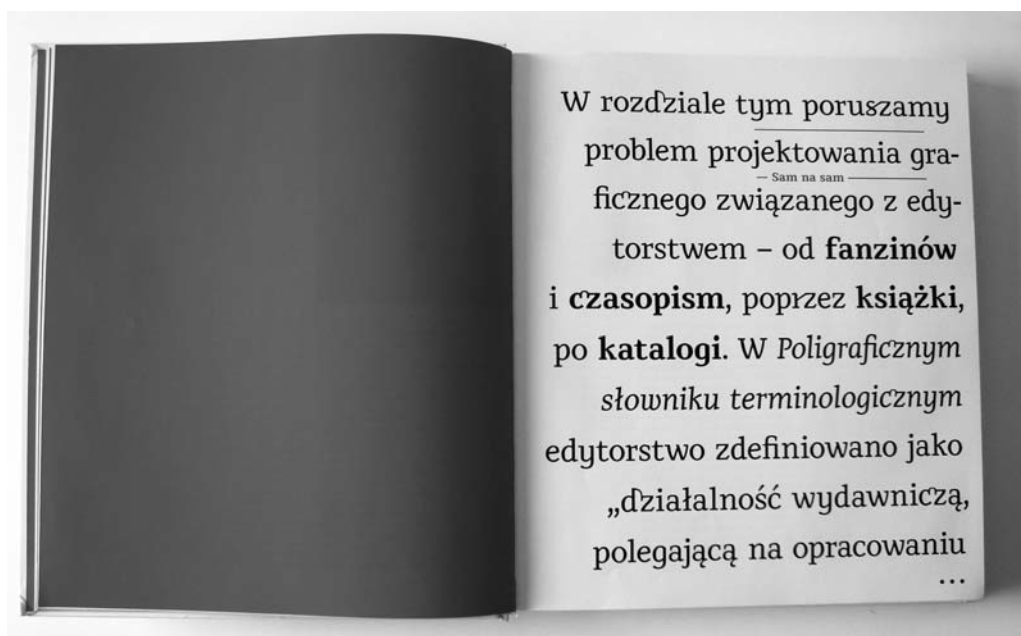 W rozdziale tym poruszamy
problem projektowania gra-
— Sam na sam —
ficznego związanego z edy-
torstwem – od fanzinów
i czasopism, poprzez książki,
po katalogi. W Poligraficznym
słowniku terminologicznym
edytorstwo zdefiniowano jako
„działalność wydawniczą,
polegającą na opracowaniu
...